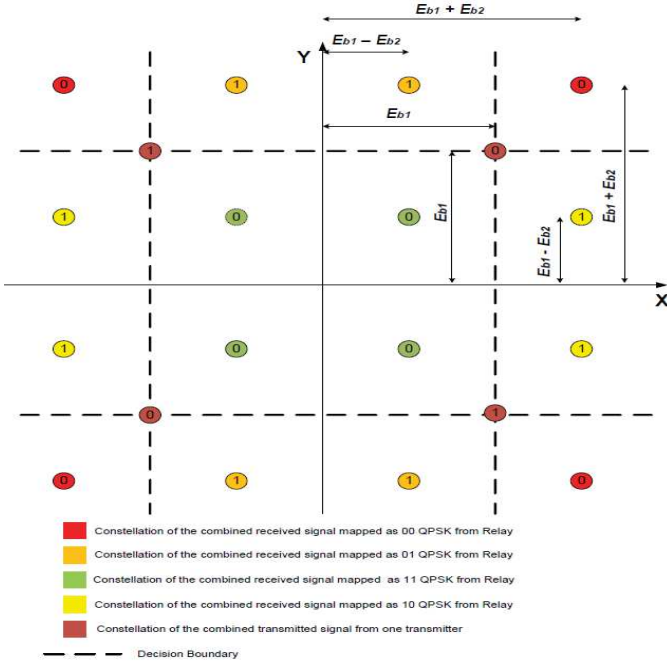 Eb1 + Eb2
Y
Eb1 – Eb2
0 1 1 0
Eb1
1 0
Eb1
Eb1 - Eb2
Eb1 + Eb2
1 0 0 1
X
1 0 0 1
0 1
0 1 1 0
Constellation of the combined received signal mapped as 00 QPSK from Relay
Constellation of the combined received signal mapped as 01 QPSK from Relay
Constellation of the combined received signal mapped as 11 QPSK from Relay
Constellation of the combined received signal mapped as 10 QPSK from Relay
Constellation of the combined transmitted signal from one transmitter
Decision Boundary